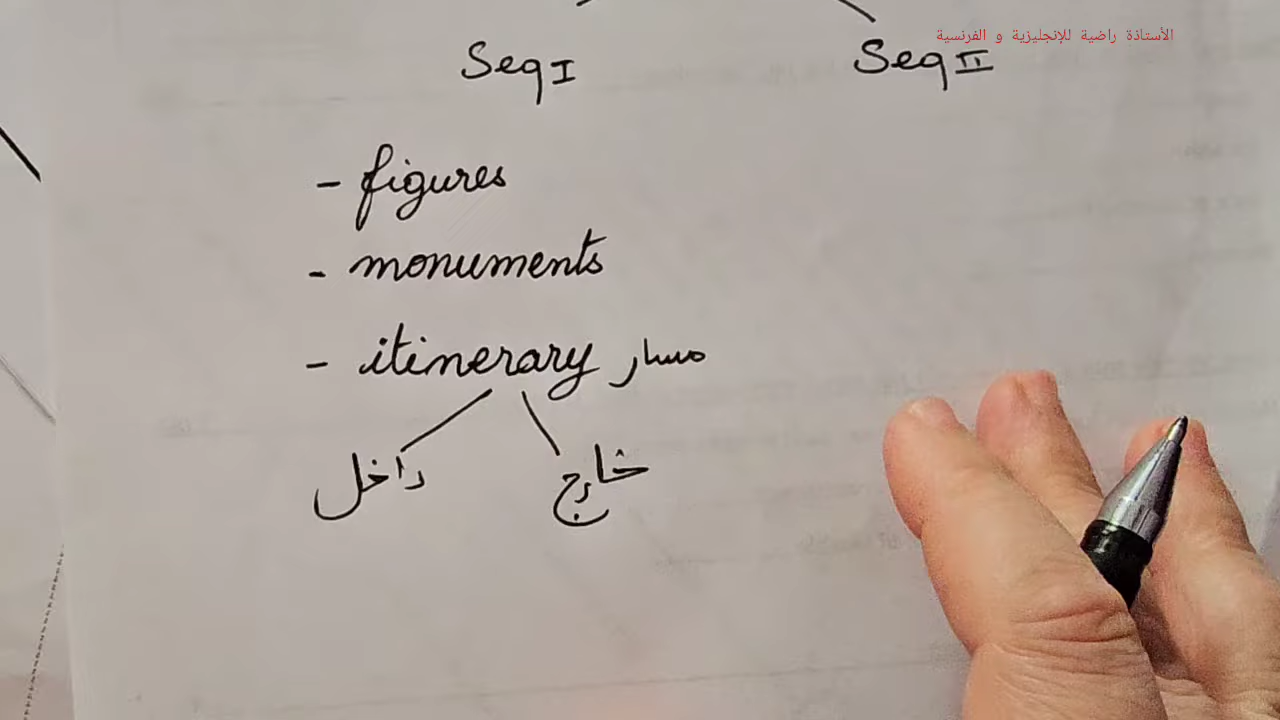 الأستاذة راضية للإنجليزية و الفرنسية
Seq I
Seq II
- figures
- monuments
- itinerary مسار
داخل
خارج